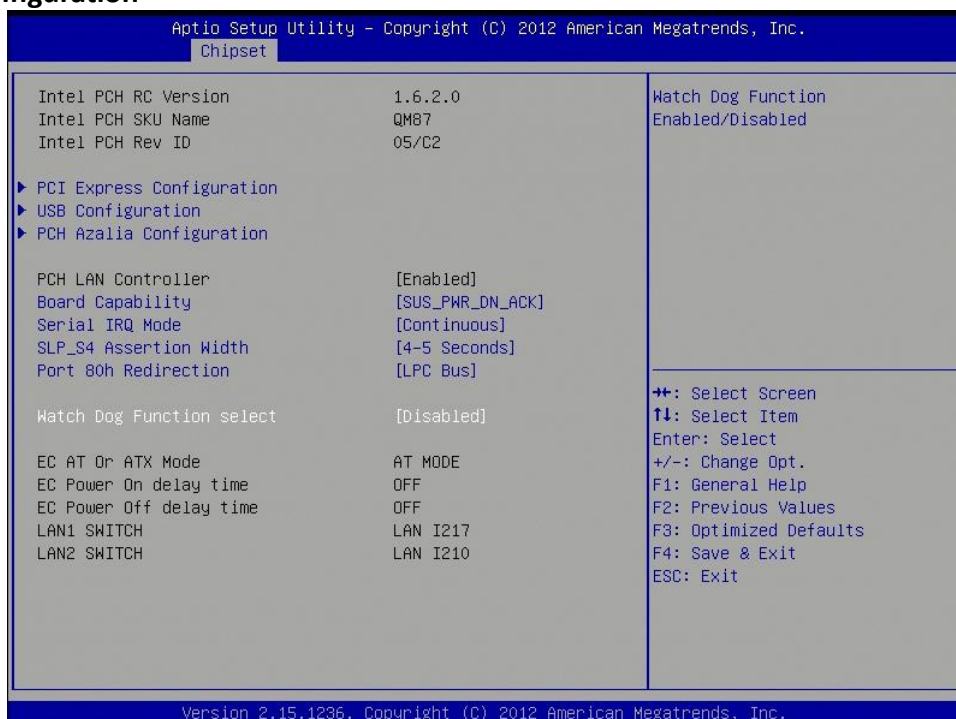 nfiguration
Aptio Setup Utility – Copyright (C) 2012 American Megatrends, Inc.
Chipset
Intel PCH RC Version 1.6.2.0
Intel PCH SKU Name QM87
Intel PCH Rev ID 05/C2
PCI Express Configuration
USB Configuration
PCH Azalia Configuration
PCH LAN Controller [Enabled]
Board Capability [SUS_PWR_DN_ACK]
Serial IRQ Mode [Continuous]
SLP_S4 Assertion Width [4-5 Seconds]
Port 80h Redirection [LPC Bus]
Watch Dog Function select [Disabled]
EC AT Or ATX Mode AT MODE
EC Power On delay time OFF
EC Power Off delay time OFF
LAN1 SWITCH LAN I217
LAN2 SWITCH LAN I210
Watch Dog Function
Enabled/Disabled
→←: Select Screen
↑↓: Select Item
Enter: Select
+/-: Change Opt.
F1: General Help
F2: Previous Values
F3: Optimized Defaults
F4: Save & Exit
ESC: Exit
Version 2.15.1236. Copyright (C) 2012 American Megatrends, Inc.